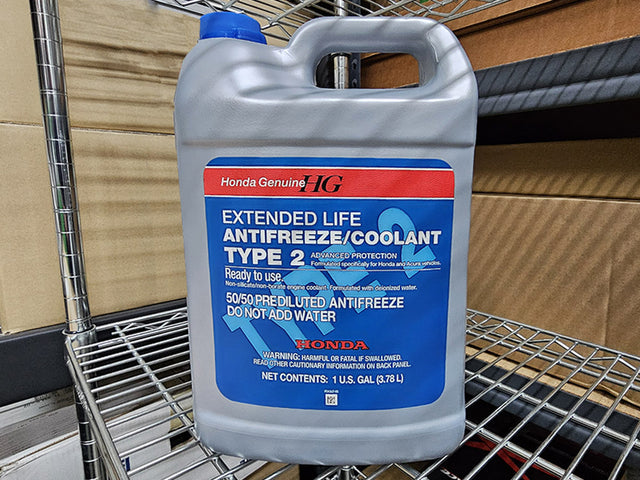 Honda Genuine HG
EXTENDED LIFE
ANTIFREEZE/COOLANT
TYPE 2 ADVANCED PROTECTION
Formulated specifically for Honda and Acura vehicles.
Ready to use.
Non-silicate/non-borate engine coolant. Formulated with deionized water.
TYPE 2
50/50 PREDILUTED ANTIFREEZE
DO NOT ADD WATER
HONDA
WARNING: HARMFUL OR FATAL IF SWALLOWED.
READ OTHER CAUTIONARY INFORMATION ON BACK PANEL.
NET CONTENTS: 1 U.S. GAL (3.78 L)